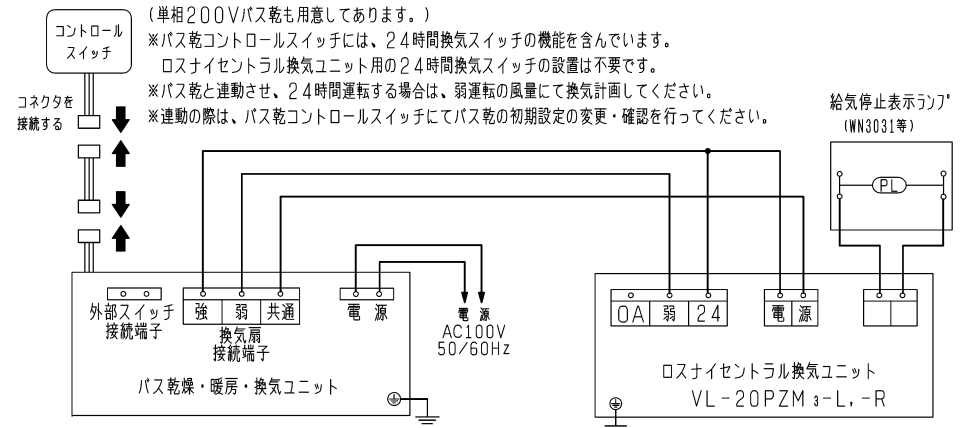 (単相200Vバス乾も用意してあります。)
※バス乾コントロールスイッチには、24時間換気スイッチの機能を含んでいます。
ロスナイセントラル換気ユニット用の24時間換気スイッチの設置は不要です。
※バス乾と連動させ、24時間運転する場合は、弱運転の風量にて換気計画してください。
※連動の際は、バス乾コントロールスイッチにてバス乾の初期設定の変更・確認を行ってください。
コントロール
スイッチ
コネクタを
接続する
給気停止表示ランプ
(WN3031等)
PL
外部スイッチ
接続端子
強 弱 共通
換気扇
接続端子
電 源
電 源
AC100V
50/60Hz
バス乾燥・暖房・換気ユニット
OA 弱 24
電 源
ロスナイセントラル換気ユニット
VL-20PZM3-L,-R